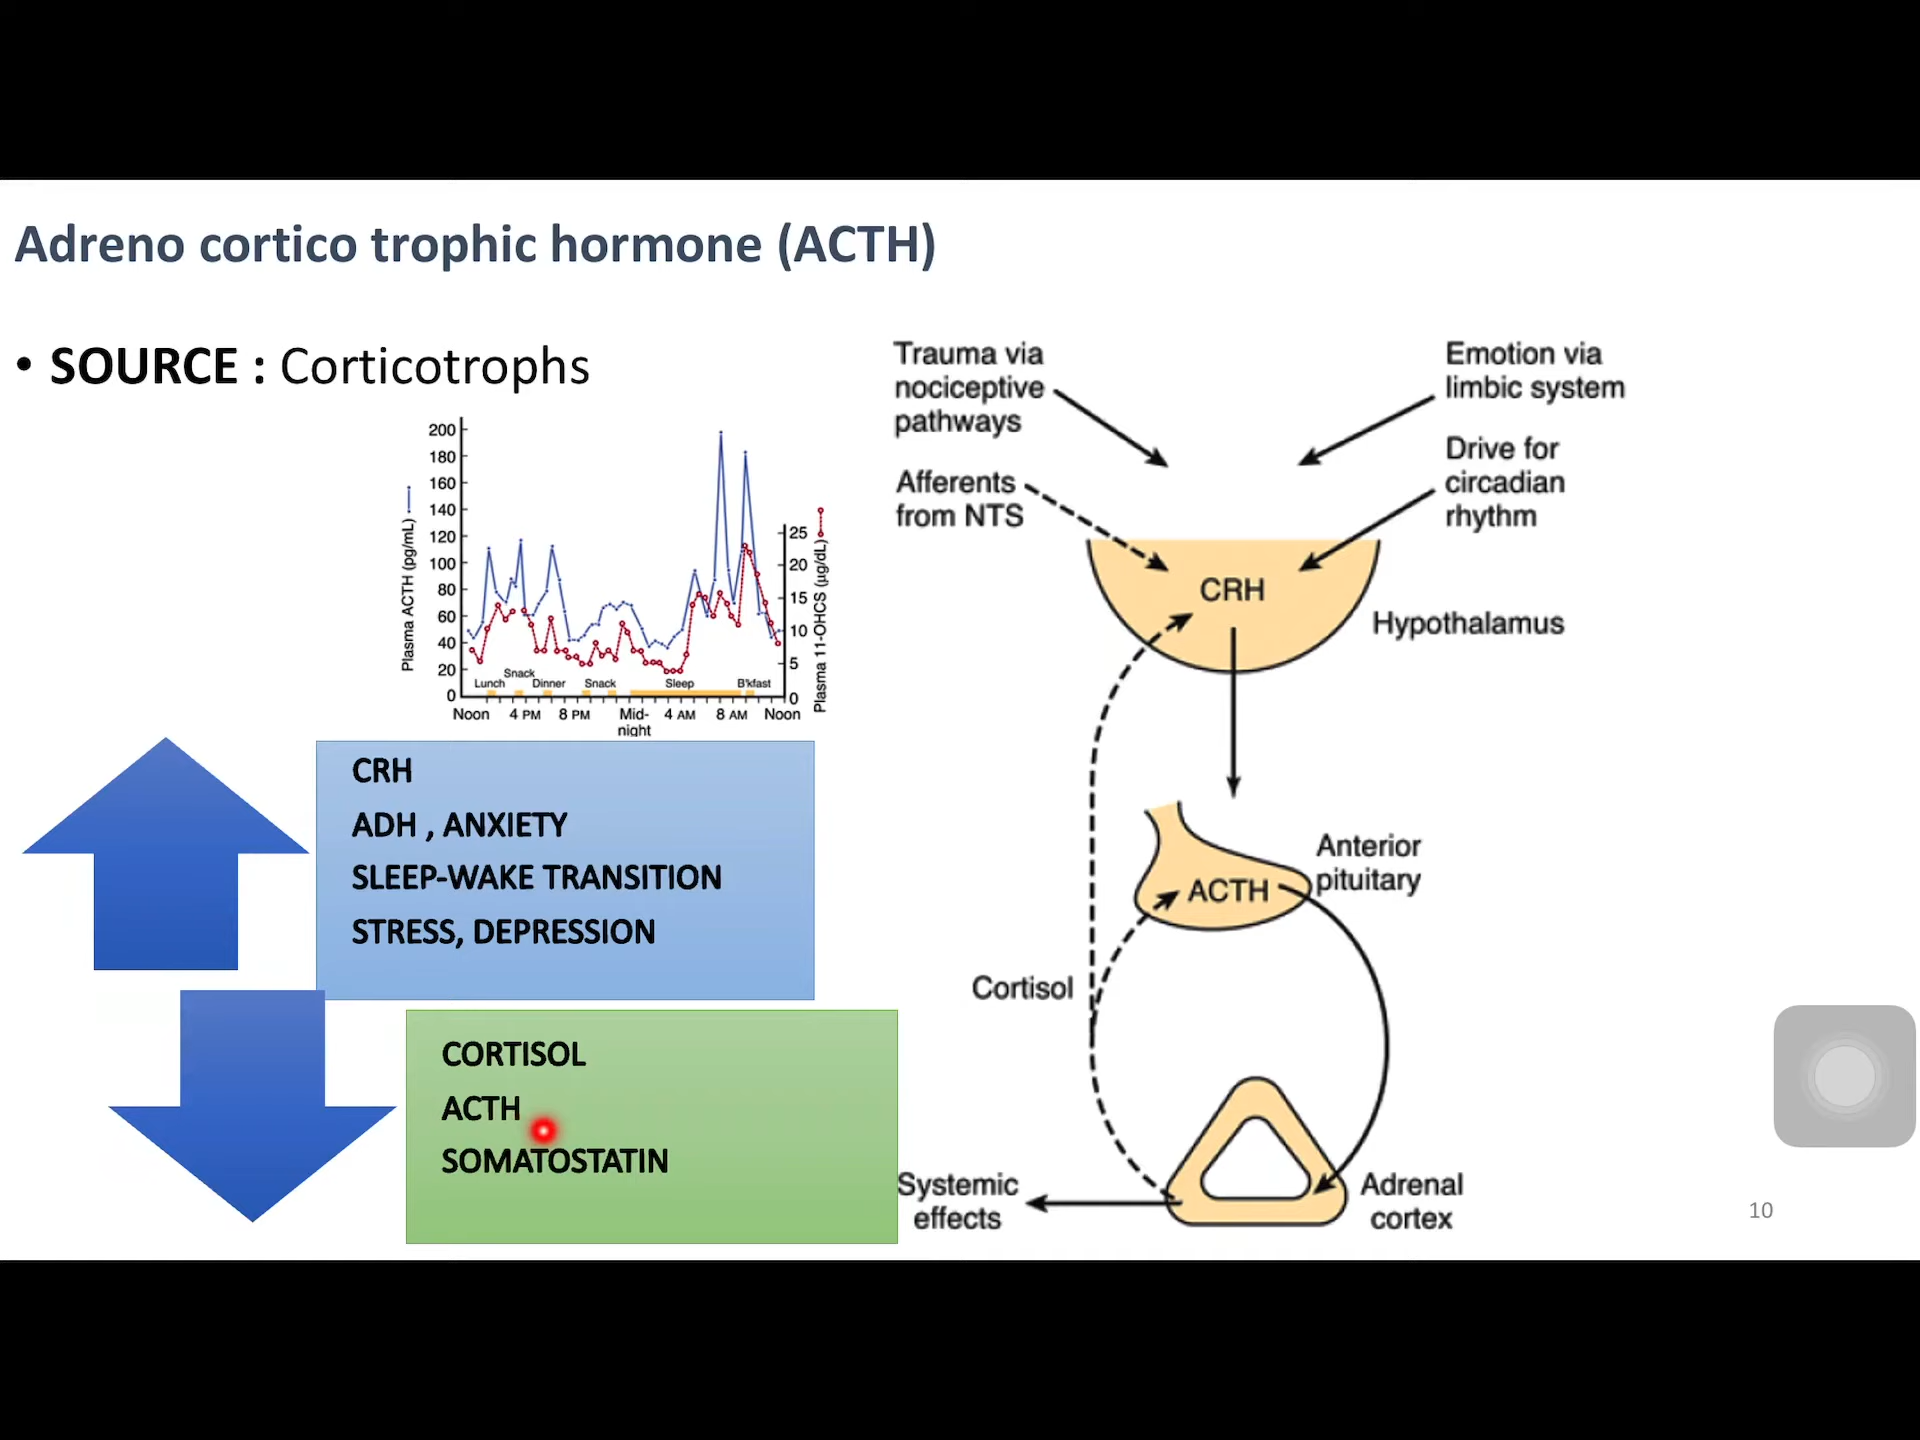 Adreno cortico trophic hormone (ACTH)
• SOURCE : Corticotrophs
200
180
160
140
120
100
80
60
40
20
0
Plasma ACTH (pg/mL)
25
20
15
10
5
0
Plasma 11-OHCS (µg/dL)
Lunch
Snack
Dinner
Snack
Sleep
B'kfast
Noon
4 PM
8 PM
Mid-
night
4 AM
8 AM
Noon
CRH
ADH , ANXIETY
SLEEP-WAKE TRANSITION
STRESS, DEPRESSION
CORTISOL
ACTH
SOMATOSTATIN
Trauma via
nociceptive
pathways
Afferents
from NTS
Emotion via
limbic system
Drive for
circadian
rhythm
CRH
Hypothalamus
Anterior
pituitary
ACTH
Cortisol
Systemic
effects
Adrenal
cortex
10